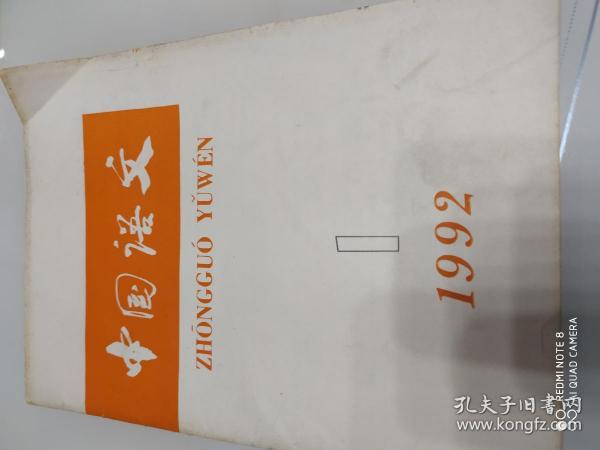 中国语文
ZHŌNGGUÓ YǓWÉN
1
1992
REDMI NOTE 8
AI QUAD CAMERA
孔夫子旧书网
www.kongfz.com